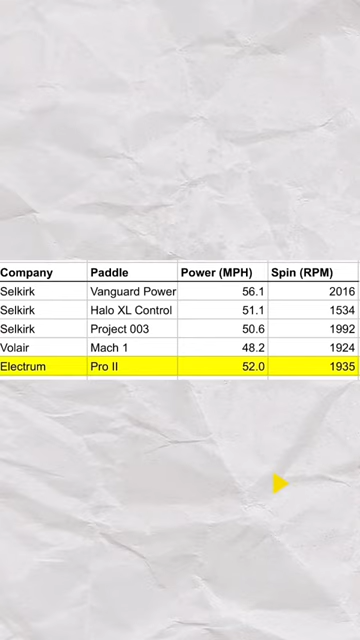 Company Paddle Power (MPH) Spin (RPM)
Selkirk Vanguard Power 56.1 2016
Selkirk Halo XL Control 51.1 1534
Selkirk Project 003 50.6 1992
Volair Mach 1 48.2 1924
Electrum Pro II 52.0 1935